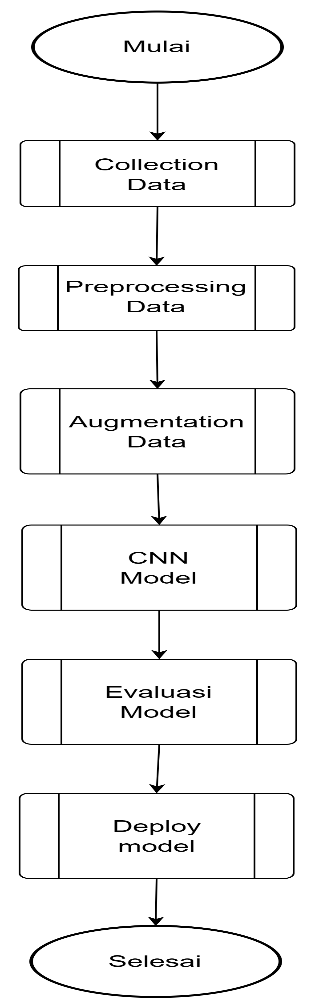 Mulai
Collection
Data
Preprocessing
Data
Augmentation
Data
CNN
Model
Evaluasi
Model
Deploy
model
Selesai